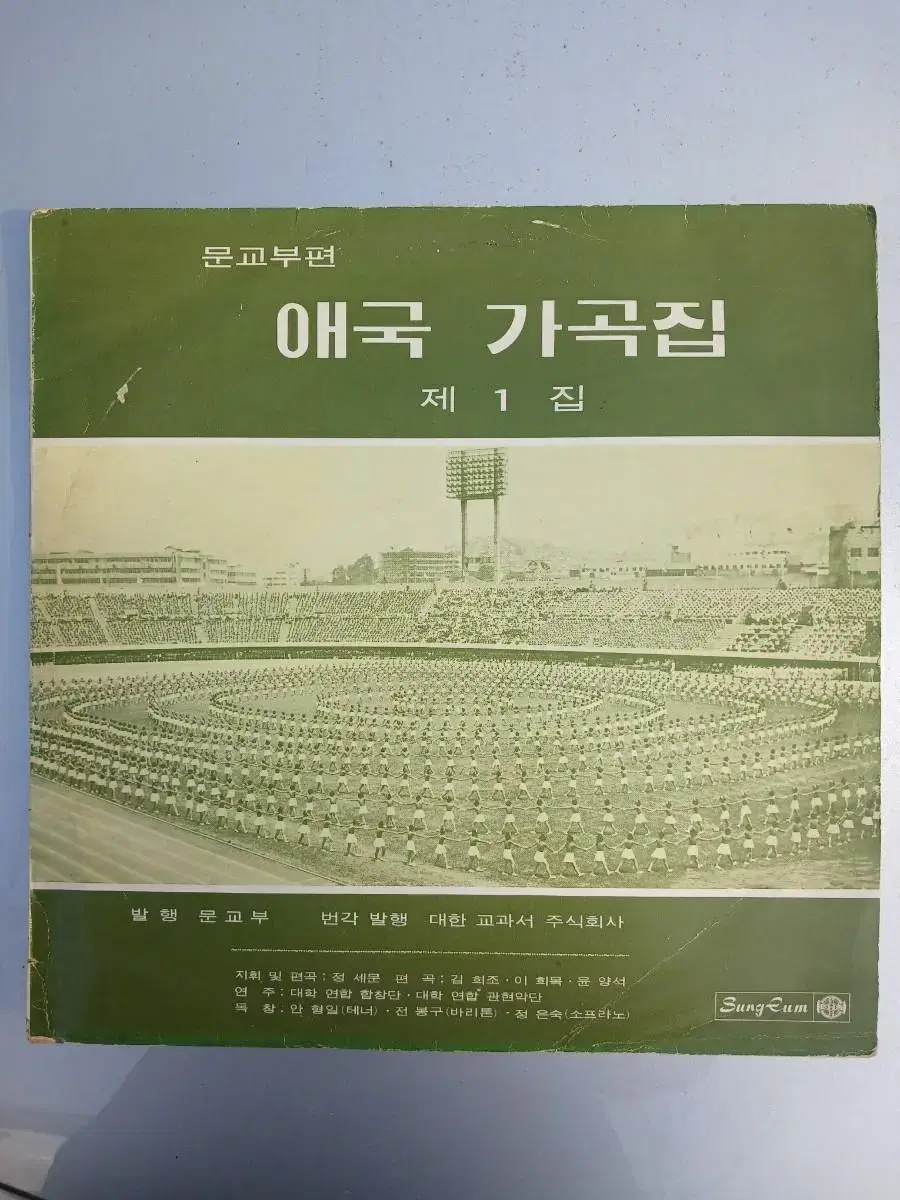 문교부편
애국 가곡집
제 1 집
발 행 문교부 번각 발행 대한 교과서 주식회사
지휘 및 편곡 : 정 세문 편 곡 : 김 희조 · 이 희목 · 윤 양석
연 주 : 대학 연합 합창단 · 대학 연합 관현악단
독 창 . 안 형일 (테너) · 전 봉구 (바리톤) · 정 은숙 (소프라노)
SungEum